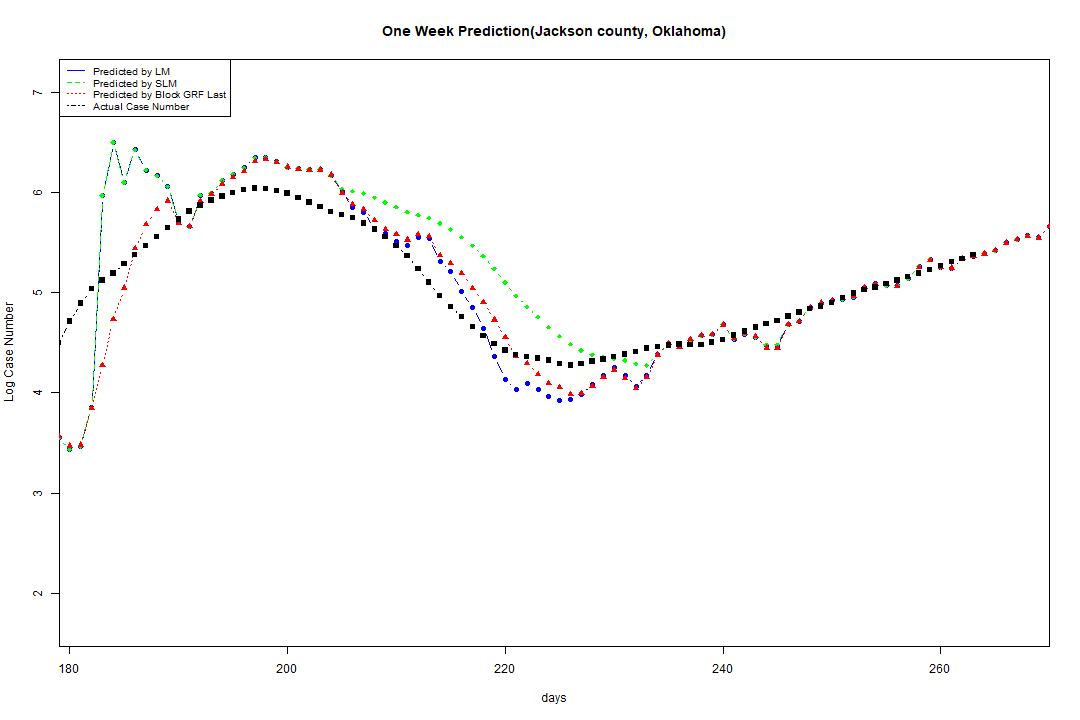 One Week Prediction(Jackson county, Oklahoma)
Predicted by LM
Predicted by SLM
Predicted by Block GRF Last
Actual Case Number
7
6
5
4
3
2
Log Case Number
180 200 220 240 260
days